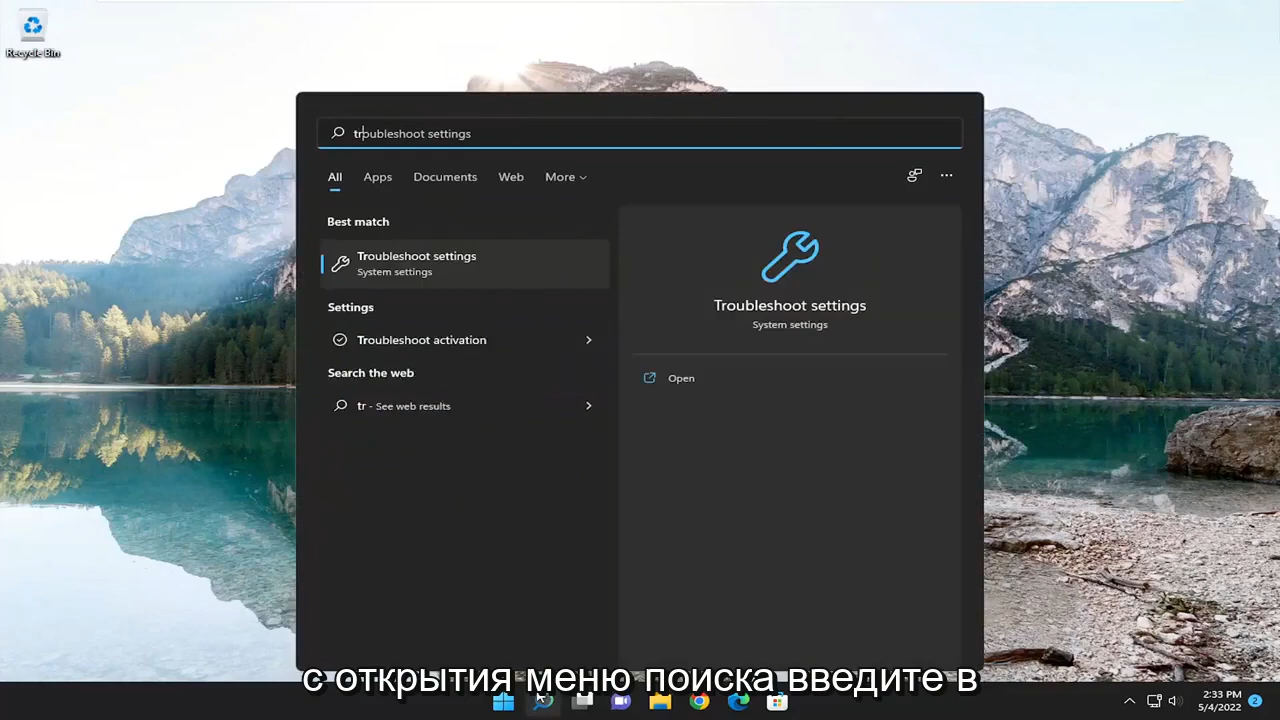 Recycle Bin
troubleshoot settings
All Apps Documents Web More
Best match
Troubleshoot settings
System settings
Settings
Troubleshoot activation
Search the web
tr - See web results
Troubleshoot settings
System settings
Open
с открытия меню поиска введите в
2:33 PM
5/4/2022
2